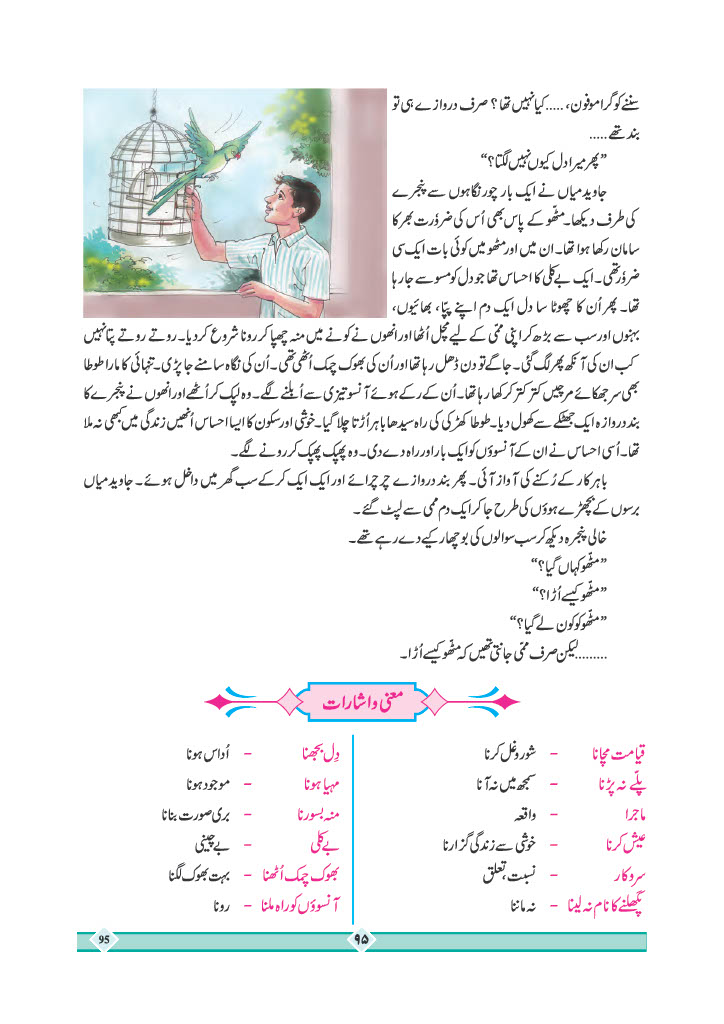 سننے کو گراموفون، ..... کیا نہیں تھا؟ صرف دروازے ہی تو
بند تھے .....
”پھر میرا دل کیوں نہیں لگتا؟“
جاوید میاں نے ایک بار چور نگاہوں سے پنجرے
کی طرف دیکھا۔ مٹھو کے پاس بھی اُس کی ضرورت بھر کا
سامان رکھا ہوا تھا۔ ان میں اور مٹھو میں کوئی بات ایک سی
ضرور تھی۔ ایک بے کلی کا احساس تھا جو دل کو مسوسے جا رہا
تھا۔ پھر اُن کا چھوٹا سا دل ایک دم اپنے پپّا، بھائیوں،
بہنوں اور سب سے بڑھ کر اپنی ممّی کے لیے مچل اُٹھا اور انھوں نے کونے میں منہ چھپا کر رونا شروع کر دیا۔ روتے روتے پتا نہیں
کب ان کی آنکھ پھر لگ گئی۔ جاگے تو دن ڈھل رہا تھا اور اُن کی بھوک چمک اُٹھی تھی۔ اُن کی نگاہ سامنے جا پڑی۔ تنہائی کا مارا طوطا
بھی سر جھکائے مرچیں کتر کتر کر کھا رہا تھا۔ اُن کے رکے ہوئے آنسو تیزی سے اُبلنے لگے۔ وہ لپک کر اُٹھے اور انھوں نے پنجرے کا
بند دروازہ ایک جھٹکے سے کھول دیا۔ طوطا کھڑکی کی راہ سیدھا باہر اُڑتا چلا گیا۔ خوشی اور سکون کا ایسا احساس اُنھیں زندگی میں کبھی نہ ملا
تھا۔ اُسی احساس نے ان کے آنسوؤں کو ایک بار اور راہ دے دی۔ وہ پھپک پھپک کر رونے لگے۔
باہر کار کے رُکنے کی آواز آئی۔ پھر بند دروازے چرچرائے اور ایک ایک کر کے سب گھر میں داخل ہوئے۔ جاوید میاں
برسوں کے بچھڑے ہوؤں کی طرح جا کر ایک دم ممی سے لپٹ گئے۔
خالی پنجرہ دیکھ کر سب سوالوں کی بوچھار کیے دے رہے تھے۔
”مٹھو کہاں گیا؟“
”مٹھو کیسے اُڑا؟“
”مٹھو کو کون لے گیا؟“
.........لیکن صرف ممّی جانتی تھیں کہ مٹھو کیسے اُڑا۔
معنی و اشارات
قیامت مچانا – شور و غل کرنا
پلّے نہ پڑنا – سمجھ میں نہ آنا
ماجرا – واقعہ
عیش کرنا – خوشی سے زندگی گزارنا
سروکار – نسبت، تعلق
پگھلنے کا نام نہ لینا – نہ ماننا
دِل بجھنا – اُداس ہونا
مہیا ہونا – موجود ہونا
منہ بسورنا – بری صورت بنانا
بے کلی – بے چینی
بھوک چمک اُٹھنا – بہت بھوک لگنا
آنسوؤں کو راہ ملنا – رونا
۹۵
95